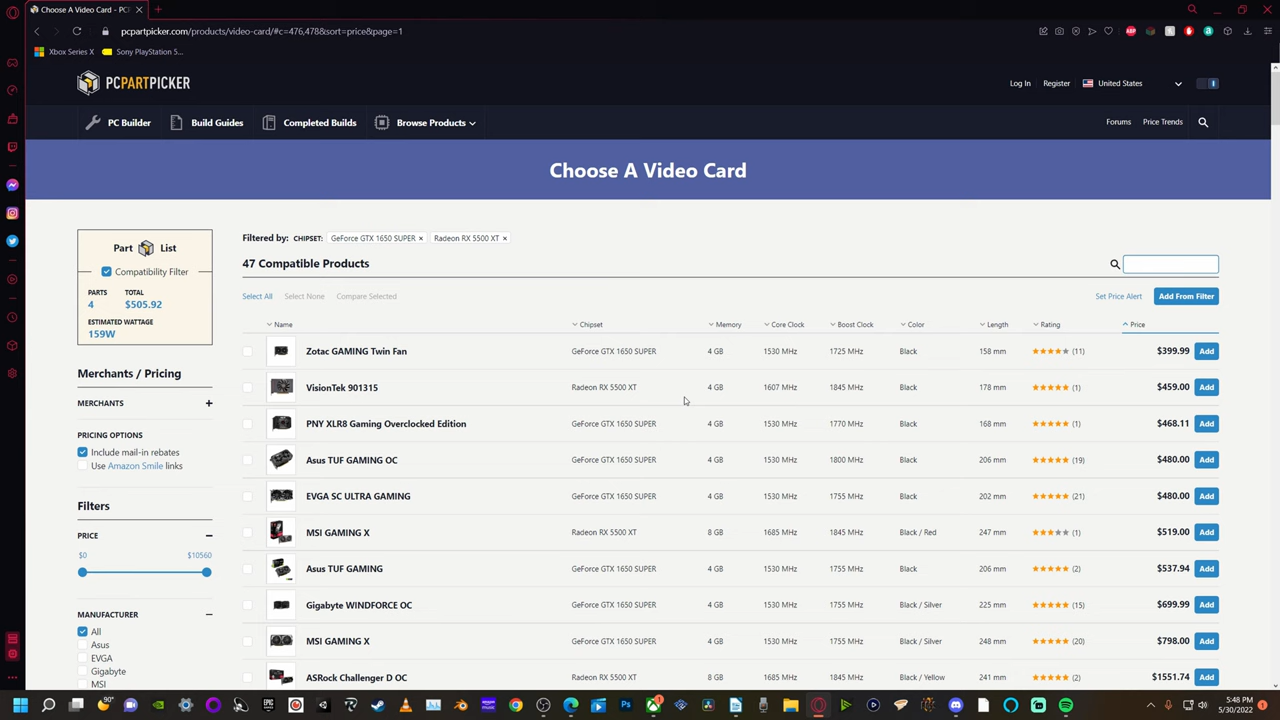 Choose A Video Card - PC
pcpartpicker.com/products/video-card/#c=476,478&sort=price&page=1
Xbox Series X
Sony PlayStation 5...
PCPARTPICKER
Log In
Register
United States
PC Builder
Build Guides
Completed Builds
Browse Products
Forums
Price Trends
Choose A Video Card
Part List
Compatibility Filter
PARTS
TOTAL
4
$505.92
ESTIMATED WATTAGE
159W
Merchants / Pricing
MERCHANTS
PRICING OPTIONS
Include mail-in rebates
Use Amazon Smile links
Filters
PRICE
$0
$10560
MANUFACTURER
All
Asus
EVGA
Gigabyte
MSI
Filtered by: CHIPSET: GeForce GTX 1650 SUPER × Radeon RX 5500 XT ×
47 Compatible Products
Select All Select None Compare Selected
Set Price Alert
Add From Filter
Name Chipset Memory Core Clock Boost Clock Color Length Rating Price
Zotac GAMING Twin Fan GeForce GTX 1650 SUPER 4 GB 1530 MHz 1725 MHz Black 158 mm (11) $399.99 Add
VisionTek 901315 Radeon RX 5500 XT 4 GB 1607 MHz 1845 MHz Black 178 mm (1) $459.00 Add
PNY XLR8 Gaming Overclocked Edition GeForce GTX 1650 SUPER 4 GB 1530 MHz 1770 MHz Black 168 mm (1) $468.11 Add
Asus TUF GAMING OC GeForce GTX 1650 SUPER 4 GB 1530 MHz 1800 MHz Black 206 mm (19) $480.00 Add
EVGA SC ULTRA GAMING GeForce GTX 1650 SUPER 4 GB 1530 MHz 1755 MHz Black 202 mm (21) $480.00 Add
MSI GAMING X Radeon RX 5500 XT 8 GB 1685 MHz 1845 MHz Black / Red 247 mm (1) $519.00 Add
Asus TUF GAMING GeForce GTX 1650 SUPER 4 GB 1530 MHz 1755 MHz Black 206 mm (2) $537.94 Add
Gigabyte WINDFORCE OC GeForce GTX 1650 SUPER 4 GB 1530 MHz 1755 MHz Black / Silver 225 mm (15) $699.99 Add
MSI GAMING X GeForce GTX 1650 SUPER 4 GB 1530 MHz 1755 MHz Black / Silver 248 mm (20) $798.00 Add
ASRock Challenger D OC Radeon RX 5500 XT 8 GB 1685 MHz 1845 MHz Black / Yellow 241 mm (2) $1551.74 Add
90°
5:48 PM
5/30/2022